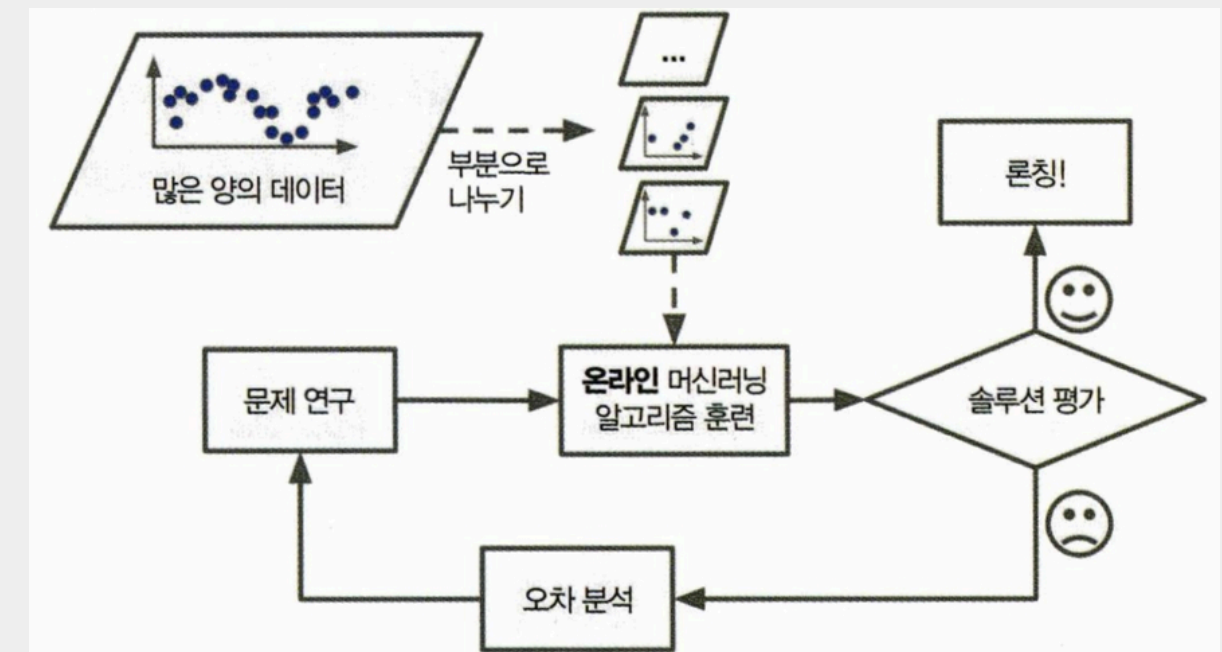 ...
많은 양의 데이터
부분으로
나누기
론칭!
문제 연구
온라인 머신러닝
알고리즘 훈련
솔루션 평가
오차 분석